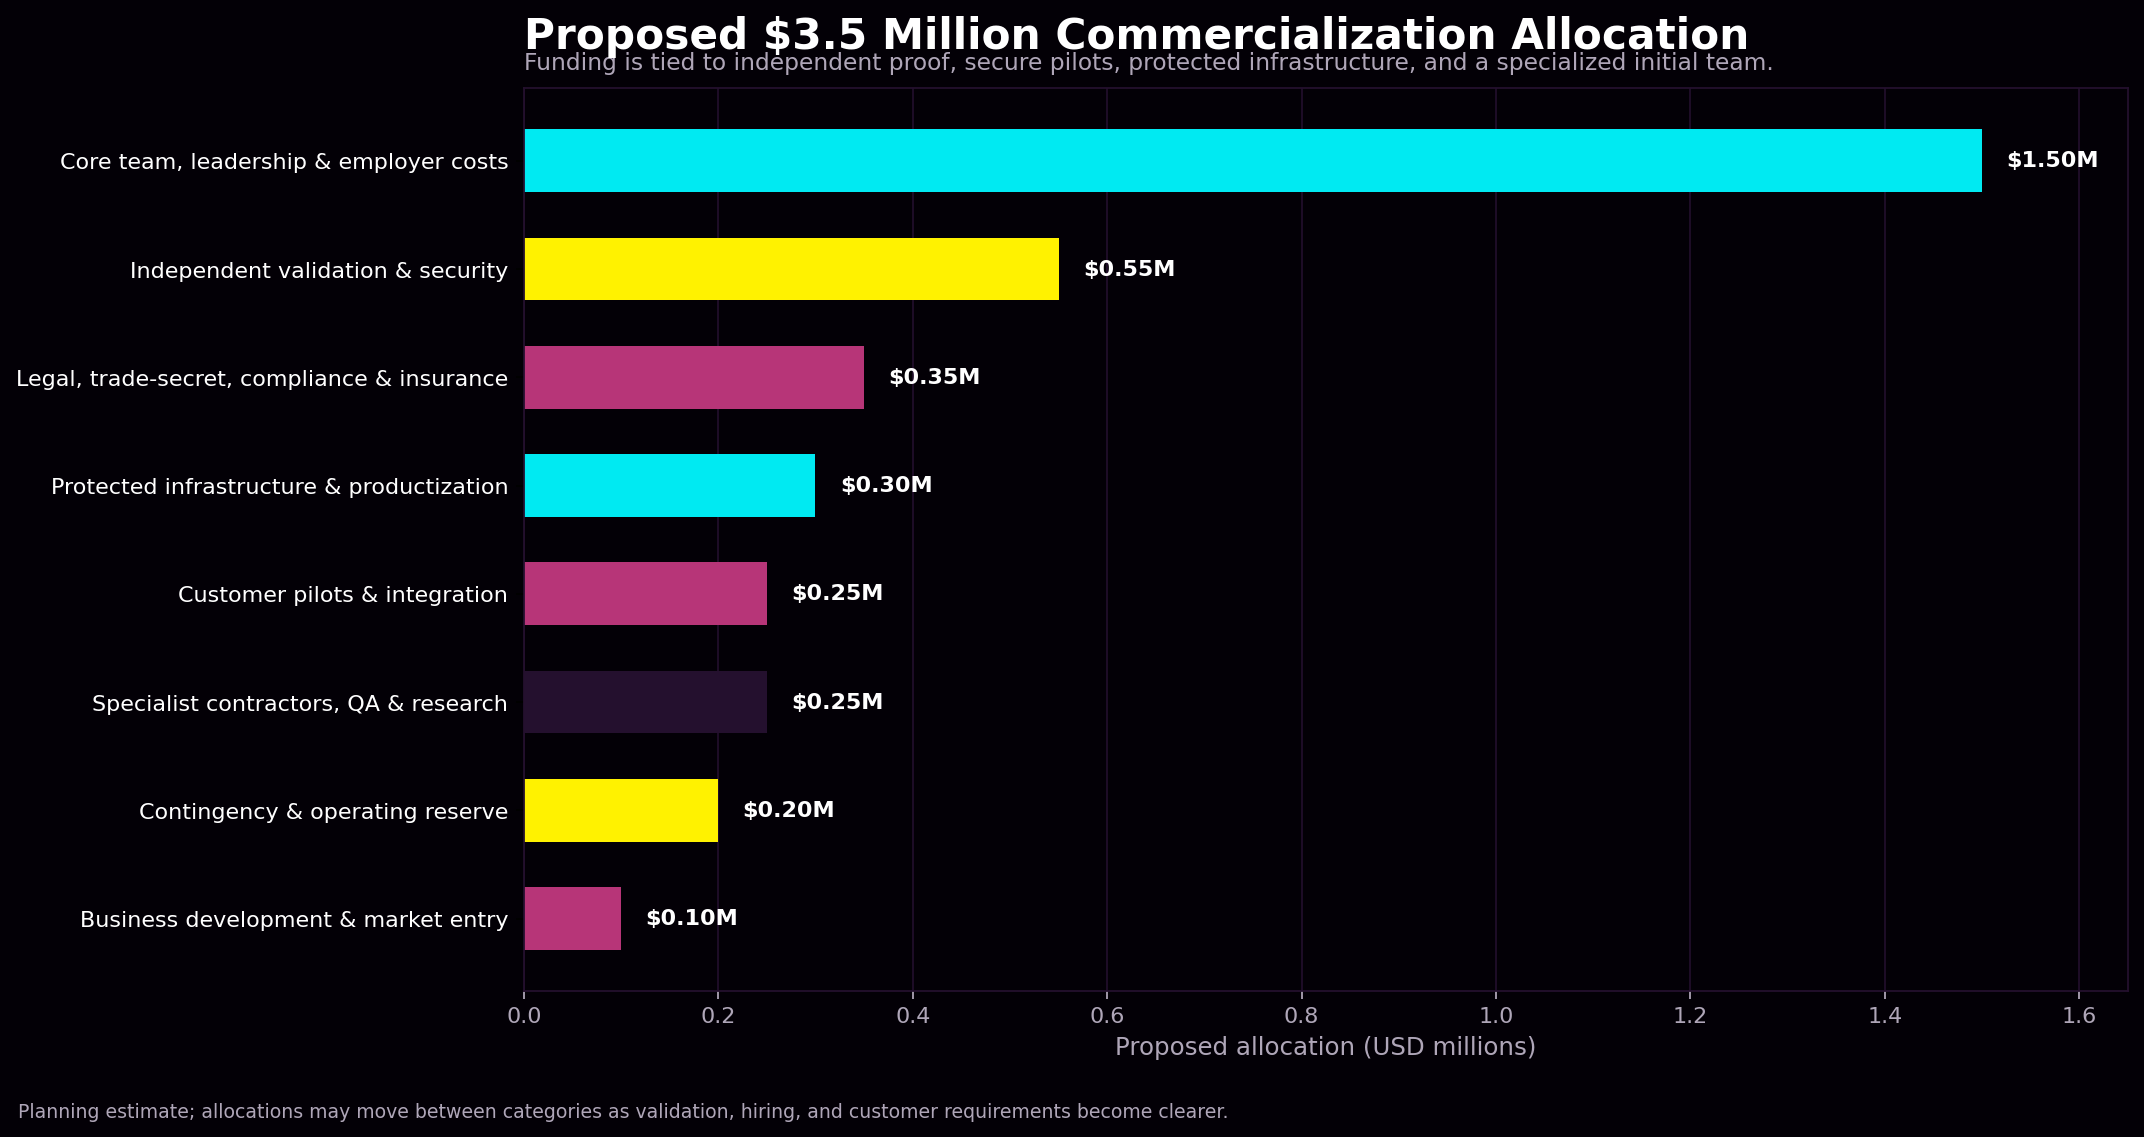 Proposed $3.5 Million Commercialization Allocation
Funding is tied to independent proof, secure pilots, protected infrastructure, and a specialized initial team.
Core team, leadership & employer costs
$1.50M
Independent validation & security
$0.55M
Legal, trade-secret, compliance & insurance
$0.35M
Protected infrastructure & productization
$0.30M
Customer pilots & integration
$0.25M
Specialist contractors, QA & research
$0.25M
Contingency & operating reserve
$0.20M
Business development & market entry
$0.10M
0.0 0.2 0.4 0.6 0.8 1.0 1.2 1.4 1.6
Proposed allocation (USD millions)
Planning estimate; allocations may move between categories as validation, hiring, and customer requirements become clearer.